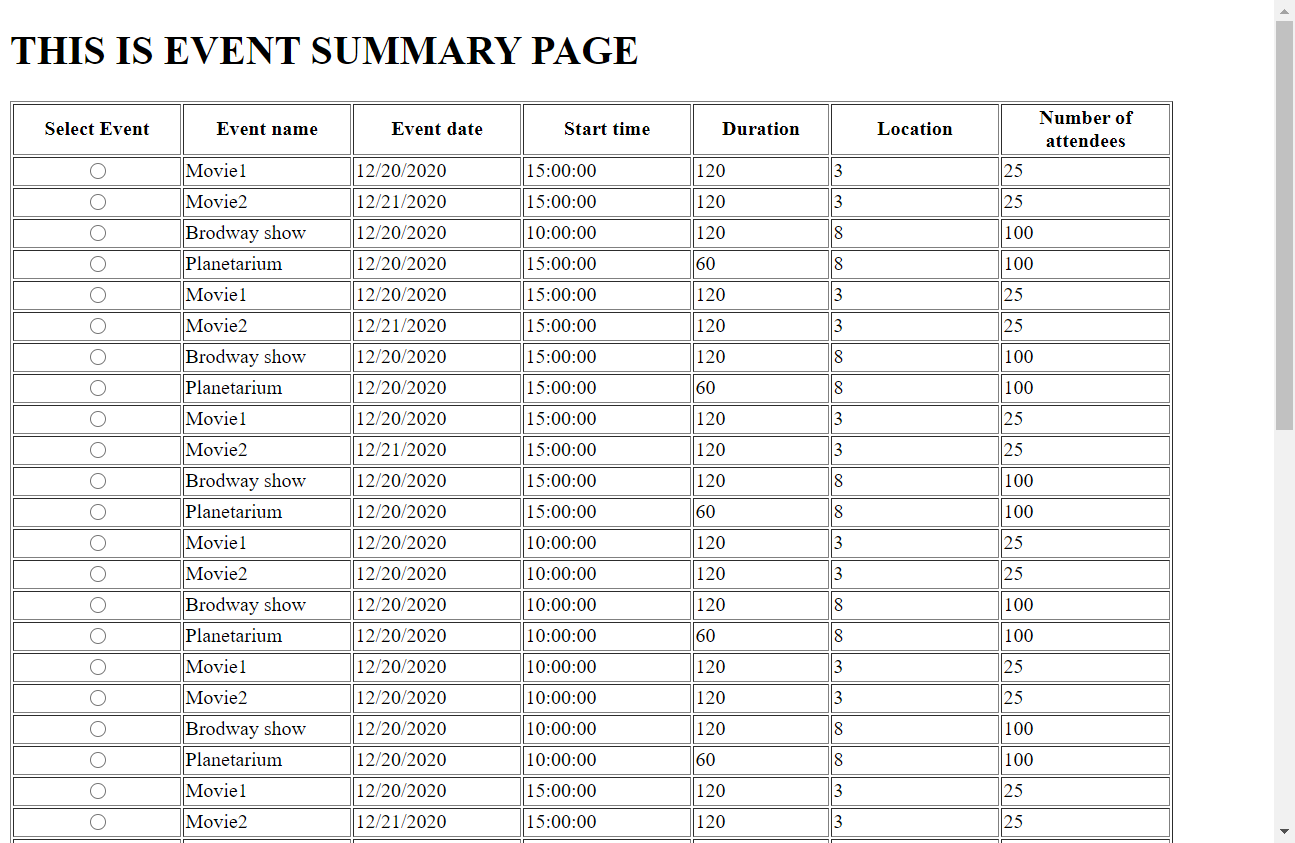 THIS IS EVENT SUMMARY PAGE
Select Event Event name Event date Start time Duration Location Number of attendees
Movie1 12/20/2020 15:00:00 120 3 25
Movie2 12/21/2020 15:00:00 120 3 25
Brodway show 12/20/2020 10:00:00 120 8 100
Planetarium 12/20/2020 15:00:00 60 8 100
Movie1 12/20/2020 15:00:00 120 3 25
Movie2 12/21/2020 15:00:00 120 3 25
Brodway show 12/20/2020 15:00:00 120 8 100
Planetarium 12/20/2020 15:00:00 60 8 100
Movie1 12/20/2020 15:00:00 120 3 25
Movie2 12/21/2020 15:00:00 120 3 25
Brodway show 12/20/2020 15:00:00 120 8 100
Planetarium 12/20/2020 15:00:00 60 8 100
Movie1 12/20/2020 10:00:00 120 3 25
Movie2 12/20/2020 10:00:00 120 3 25
Brodway show 12/20/2020 10:00:00 120 8 100
Planetarium 12/20/2020 10:00:00 60 8 100
Movie1 12/20/2020 10:00:00 120 3 25
Movie2 12/20/2020 10:00:00 120 3 25
Brodway show 12/20/2020 10:00:00 120 8 100
Planetarium 12/20/2020 10:00:00 60 8 100
Movie1 12/20/2020 15:00:00 120 3 25
Movie2 12/21/2020 15:00:00 120 3 25